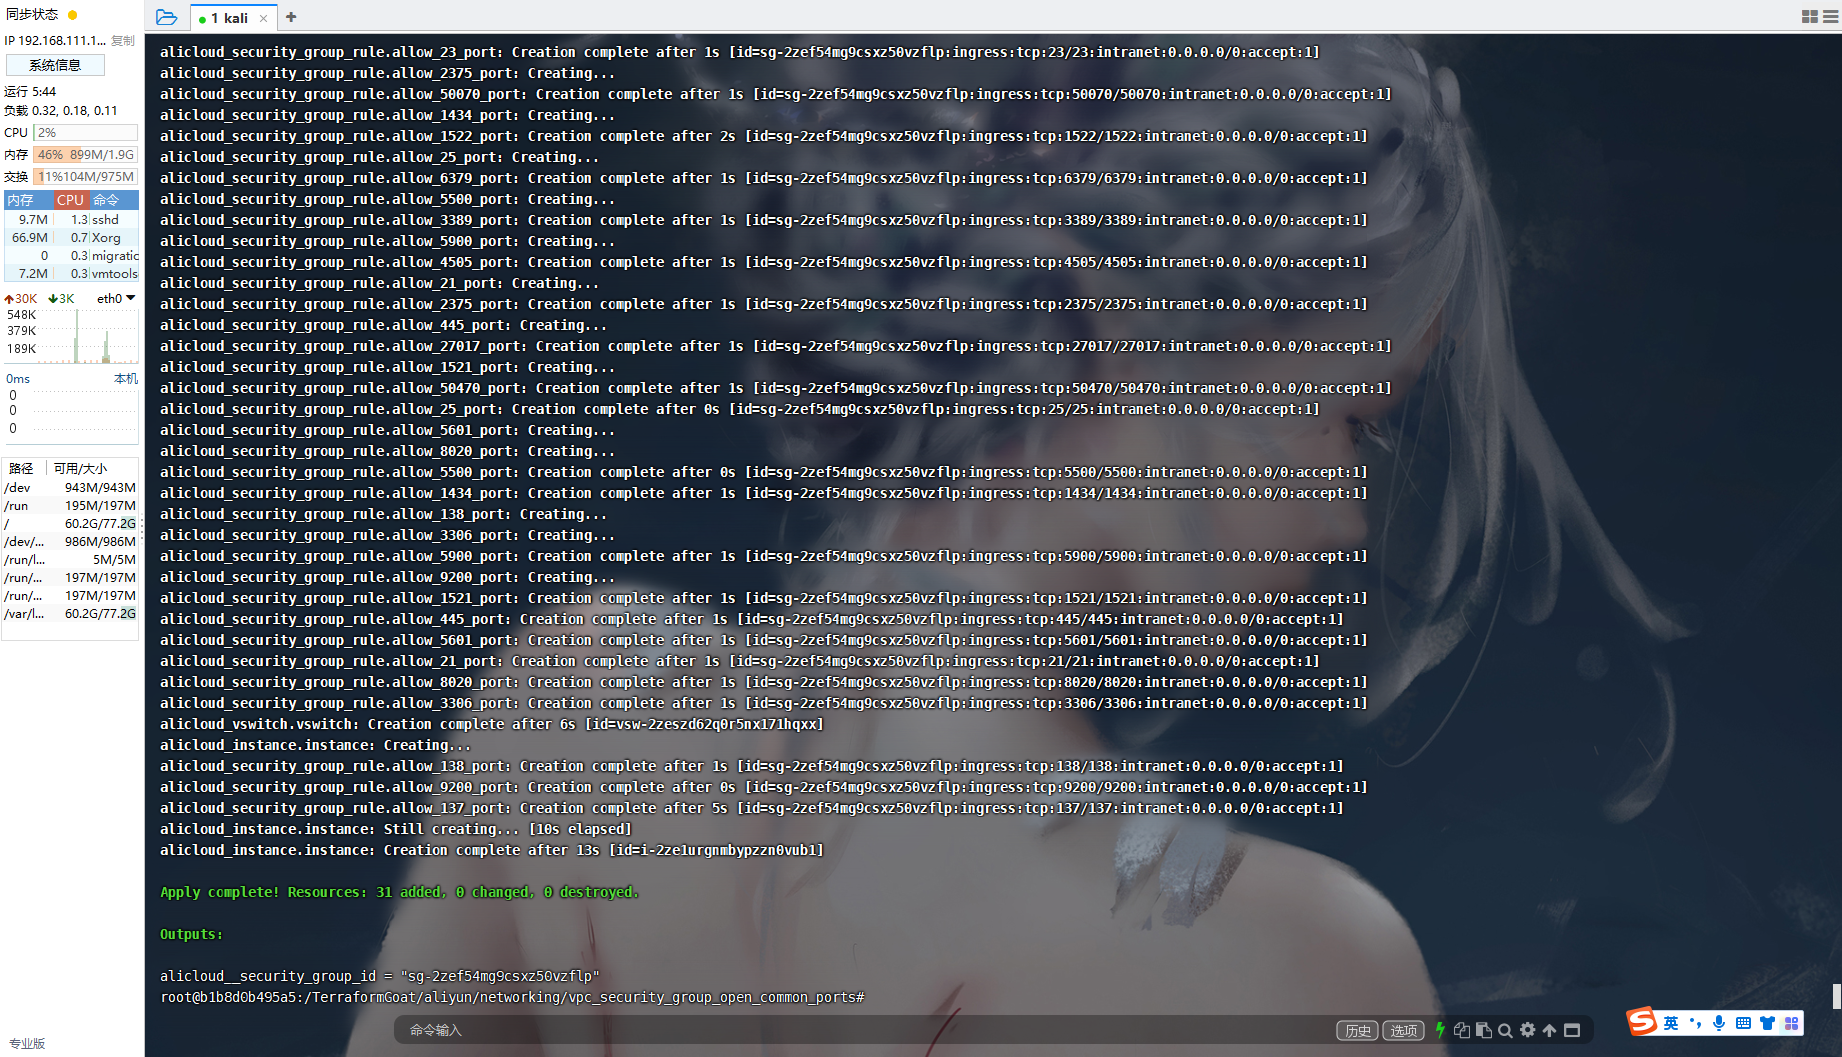 同步状态
IP 192.168.111.1... 复制
系统信息
运行 5:44
负载 0.32, 0.18, 0.11
CPU 2%
内存 46% 899M/1.9G
交换 11% 104M/975M
内存 CPU 命令
9.7M 1.3 sshd
66.9M 0.7 Xorg
0 0.3 migratic
7.2M 0.3 vmtools
30K 3K eth0
548K
379K
189K
0ms 本机
0
0
0
路径 可用/大小
/dev 943M/943M
/run 195M/197M
/ 60.2G/77.2G
/dev/... 986M/986M
/run/l... 5M/5M
/run/... 197M/197M
/run/... 197M/197M
/var/l... 60.2G/77.2G
专业版
1 kali
alicloud_security_group_rule.allow_23_port: Creation complete after 1s [id=sg-2zef54mg9csxz50vzflp:ingress:tcp:23/23:intranet:0.0.0.0/0:accept:1]
alicloud_security_group_rule.allow_2375_port: Creating...
alicloud_security_group_rule.allow_50070_port: Creation complete after 1s [id=sg-2zef54mg9csxz50vzflp:ingress:tcp:50070/50070:intranet:0.0.0.0/0:accept:1]
alicloud_security_group_rule.allow_1434_port: Creating...
alicloud_security_group_rule.allow_1522_port: Creation complete after 2s [id=sg-2zef54mg9csxz50vzflp:ingress:tcp:1522/1522:intranet:0.0.0.0/0:accept:1]
alicloud_security_group_rule.allow_25_port: Creating...
alicloud_security_group_rule.allow_6379_port: Creation complete after 1s [id=sg-2zef54mg9csxz50vzflp:ingress:tcp:6379/6379:intranet:0.0.0.0/0:accept:1]
alicloud_security_group_rule.allow_5500_port: Creating...
alicloud_security_group_rule.allow_3389_port: Creation complete after 1s [id=sg-2zef54mg9csxz50vzflp:ingress:tcp:3389/3389:intranet:0.0.0.0/0:accept:1]
alicloud_security_group_rule.allow_5900_port: Creating...
alicloud_security_group_rule.allow_4505_port: Creation complete after 1s [id=sg-2zef54mg9csxz50vzflp:ingress:tcp:4505/4505:intranet:0.0.0.0/0:accept:1]
alicloud_security_group_rule.allow_21_port: Creating...
alicloud_security_group_rule.allow_2375_port: Creation complete after 1s [id=sg-2zef54mg9csxz50vzflp:ingress:tcp:2375/2375:intranet:0.0.0.0/0:accept:1]
alicloud_security_group_rule.allow_445_port: Creating...
alicloud_security_group_rule.allow_27017_port: Creation complete after 1s [id=sg-2zef54mg9csxz50vzflp:ingress:tcp:27017/27017:intranet:0.0.0.0/0:accept:1]
alicloud_security_group_rule.allow_1521_port: Creating...
alicloud_security_group_rule.allow_50470_port: Creation complete after 1s [id=sg-2zef54mg9csxz50vzflp:ingress:tcp:50470/50470:intranet:0.0.0.0/0:accept:1]
alicloud_security_group_rule.allow_25_port: Creation complete after 0s [id=sg-2zef54mg9csxz50vzflp:ingress:tcp:25/25:intranet:0.0.0.0/0:accept:1]
alicloud_security_group_rule.allow_5601_port: Creating...
alicloud_security_group_rule.allow_8020_port: Creating...
alicloud_security_group_rule.allow_5500_port: Creation complete after 0s [id=sg-2zef54mg9csxz50vzflp:ingress:tcp:5500/5500:intranet:0.0.0.0/0:accept:1]
alicloud_security_group_rule.allow_1434_port: Creation complete after 1s [id=sg-2zef54mg9csxz50vzflp:ingress:tcp:1434/1434:intranet:0.0.0.0/0:accept:1]
alicloud_security_group_rule.allow_138_port: Creating...
alicloud_security_group_rule.allow_3306_port: Creating...
alicloud_security_group_rule.allow_5900_port: Creation complete after 1s [id=sg-2zef54mg9csxz50vzflp:ingress:tcp:5900/5900:intranet:0.0.0.0/0:accept:1]
alicloud_security_group_rule.allow_9200_port: Creating...
alicloud_security_group_rule.allow_1521_port: Creation complete after 1s [id=sg-2zef54mg9csxz50vzflp:ingress:tcp:1521/1521:intranet:0.0.0.0/0:accept:1]
alicloud_security_group_rule.allow_445_port: Creation complete after 1s [id=sg-2zef54mg9csxz50vzflp:ingress:tcp:445/445:intranet:0.0.0.0/0:accept:1]
alicloud_security_group_rule.allow_5601_port: Creation complete after 1s [id=sg-2zef54mg9csxz50vzflp:ingress:tcp:5601/5601:intranet:0.0.0.0/0:accept:1]
alicloud_security_group_rule.allow_21_port: Creation complete after 1s [id=sg-2zef54mg9csxz50vzflp:ingress:tcp:21/21:intranet:0.0.0.0/0:accept:1]
alicloud_security_group_rule.allow_8020_port: Creation complete after 1s [id=sg-2zef54mg9csxz50vzflp:ingress:tcp:8020/8020:intranet:0.0.0.0/0:accept:1]
alicloud_security_group_rule.allow_3306_port: Creation complete after 1s [id=sg-2zef54mg9csxz50vzflp:ingress:tcp:3306/3306:intranet:0.0.0.0/0:accept:1]
alicloud_vswitch.vswitch: Creation complete after 6s [id=vsw-2zeszd62q0r5nx171hqxx]
alicloud_instance.instance: Creating...
alicloud_security_group_rule.allow_138_port: Creation complete after 1s [id=sg-2zef54mg9csxz50vzflp:ingress:tcp:138/138:intranet:0.0.0.0/0:accept:1]
alicloud_security_group_rule.allow_9200_port: Creation complete after 0s [id=sg-2zef54mg9csxz50vzflp:ingress:tcp:9200/9200:intranet:0.0.0.0/0:accept:1]
alicloud_security_group_rule.allow_137_port: Creation complete after 5s [id=sg-2zef54mg9csxz50vzflp:ingress:tcp:137/137:intranet:0.0.0.0/0:accept:1]
alicloud_instance.instance: Still creating... [10s elapsed]
alicloud_instance.instance: Creation complete after 13s [id=i-2ze1urgnmbypzzn0vub1]
Apply complete! Resources: 31 added, 0 changed, 0 destroyed.
Outputs:
alicloud__security_group_id = "sg-2zef54mg9csxz50vzflp"
root@b1b8d0b495a5:/TerraformGoat/aliyun/networking/vpc_security_group_open_common_ports#
命令输入
历史 选项
S 英